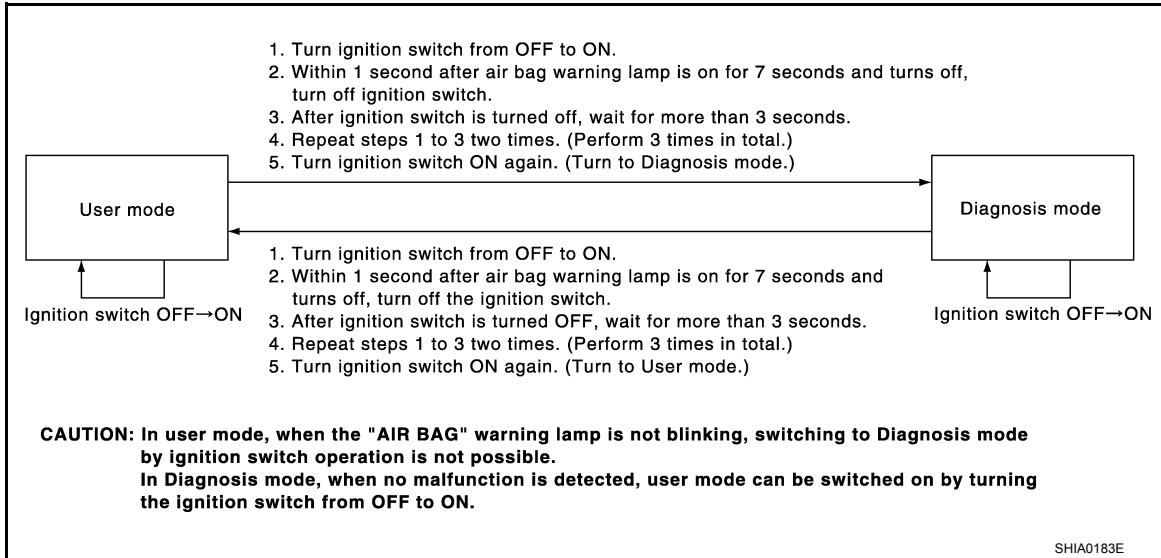 1. Turn ignition switch from OFF to ON.
2. Within 1 second after air bag warning lamp is on for 7 seconds and turns off,
turn off ignition switch.
3. After ignition switch is turned off, wait for more than 3 seconds.
4. Repeat steps 1 to 3 two times. (Perform 3 times in total.)
5. Turn ignition switch ON again. (Turn to Diagnosis mode.)
User mode
Diagnosis mode
1. Turn ignition switch from OFF to ON.
2. Within 1 second after air bag warning lamp is on for 7 seconds and
turns off, turn off the ignition switch.
3. After ignition switch is turned OFF, wait for more than 3 seconds.
4. Repeat steps 1 to 3 two times. (Perform 3 times in total.)
5. Turn ignition switch ON again. (Turn to User mode.)
Ignition switch OFF→ON
Ignition switch OFF→ON
CAUTION: In user mode, when the "AIR BAG" warning lamp is not blinking, switching to Diagnosis mode
by ignition switch operation is not possible.
In Diagnosis mode, when no malfunction is detected, user mode can be switched on by turning
the ignition switch from OFF to ON.
SHIA0183E